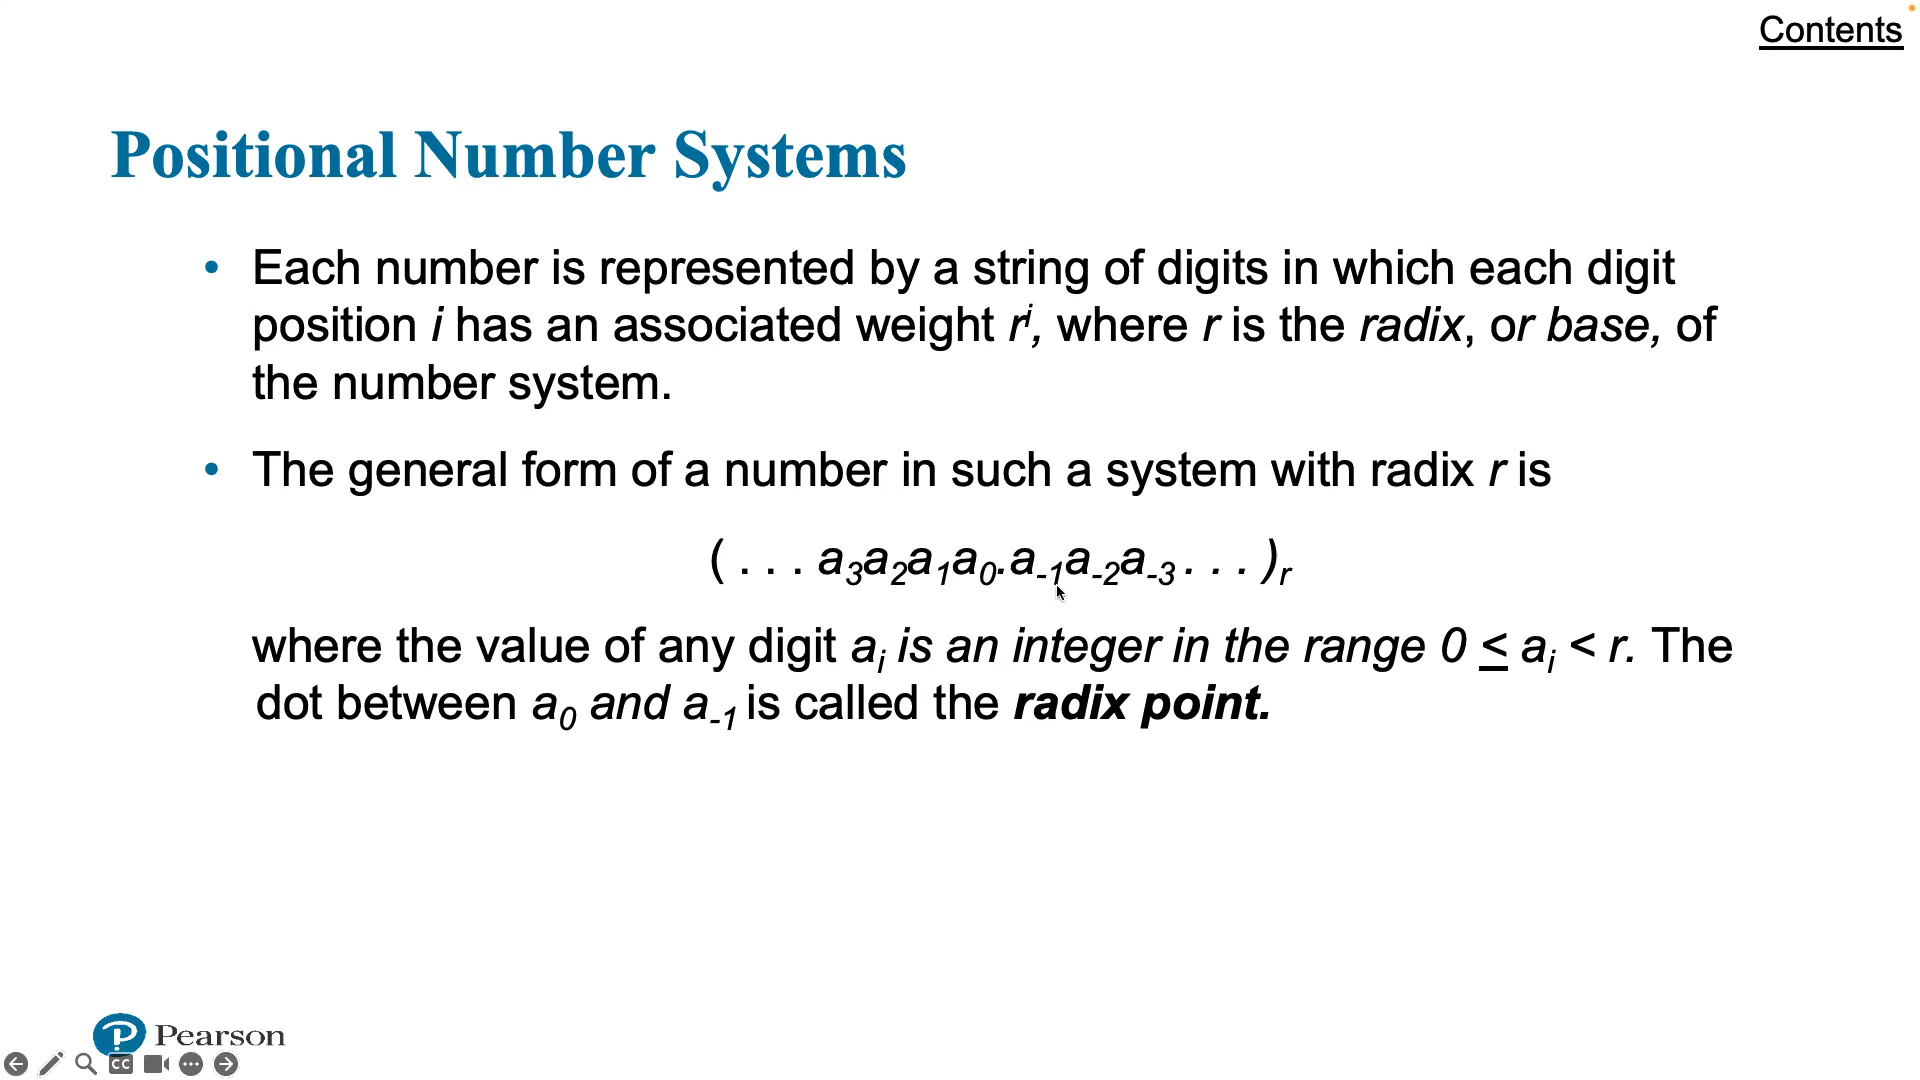 Contents
Positional Number Systems
• Each number is represented by a string of digits in which each digit
position i has an associated weight rⁱ, where r is the radix, or base, of
the number system.
• The general form of a number in such a system with radix r is
( . . . a₃a₂a₁a₀.a₋₁a₋₂a₋₃ . . . )ᵣ
where the value of any digit aᵢ is an integer in the range 0 ≤ aᵢ < r. The
dot between a₀ and a₋₁ is called the radix point.
P Pearson
CC